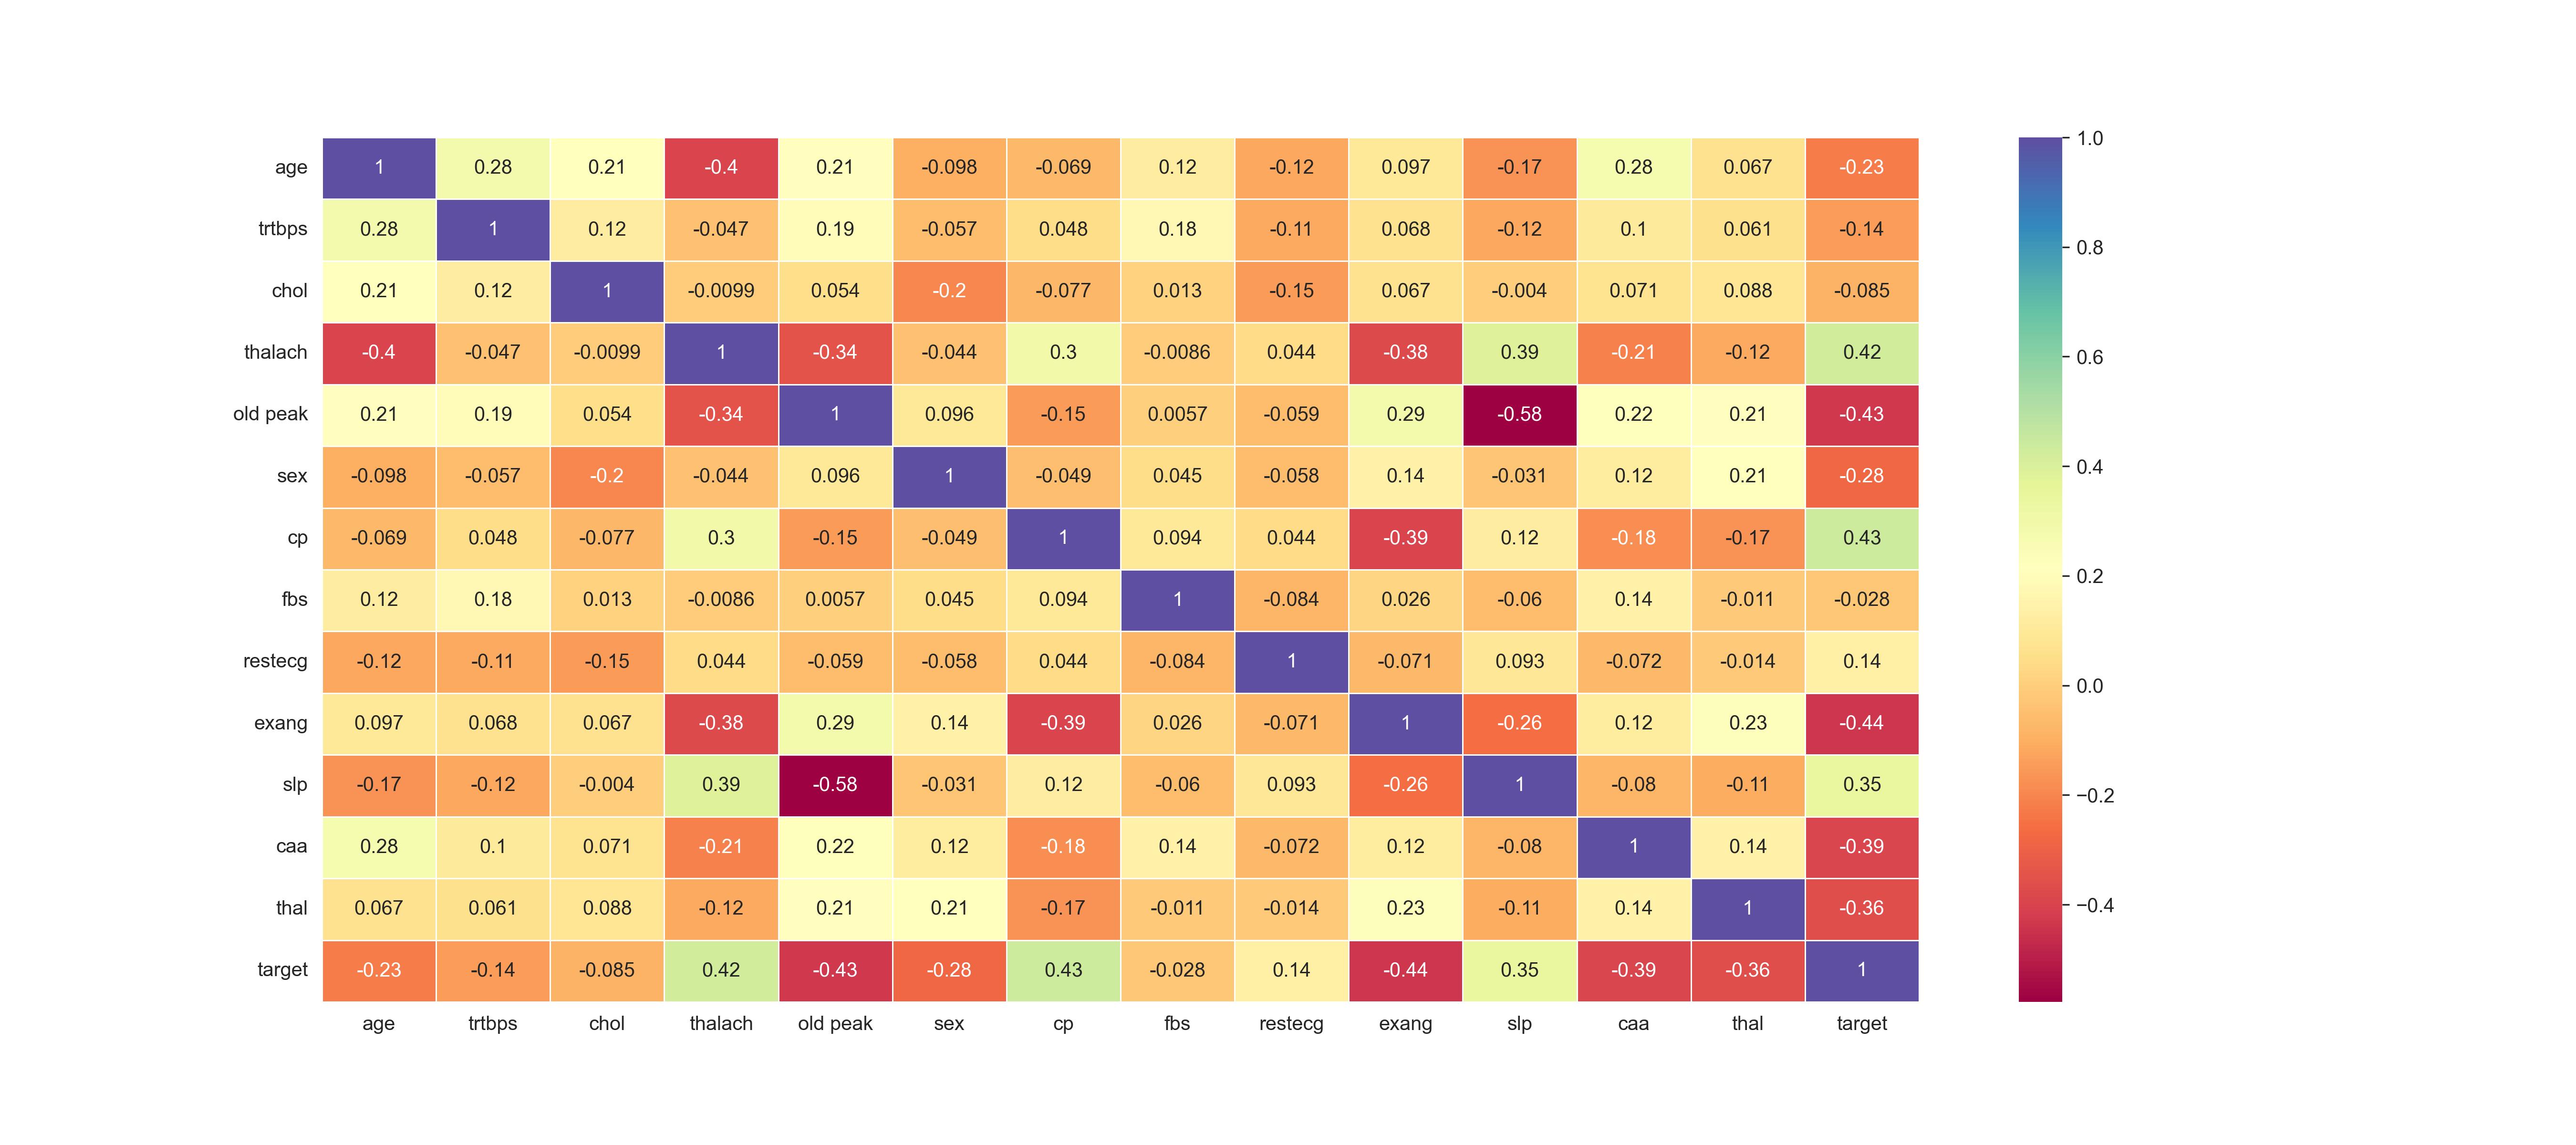 age 1 0.28 0.21 -0.4 0.21 -0.098 -0.069 0.12 -0.12 0.097 -0.17 0.28 0.067 -0.23
trtbps 0.28 1 0.12 -0.047 0.19 -0.057 0.048 0.18 -0.11 0.068 -0.12 0.1 0.061 -0.14
chol 0.21 0.12 1 -0.0099 0.054 -0.2 -0.077 0.013 -0.15 0.067 -0.004 0.071 0.088 -0.085
thalach -0.4 -0.047 -0.0099 1 -0.34 -0.044 0.3 -0.0086 0.044 -0.38 0.39 -0.21 -0.12 0.42
old peak 0.21 0.19 0.054 -0.34 1 0.096 -0.15 0.0057 -0.059 0.29 -0.58 0.22 0.21 -0.43
sex -0.098 -0.057 -0.2 -0.044 0.096 1 -0.049 0.045 -0.058 0.14 -0.031 0.12 0.21 -0.28
cp -0.069 0.048 -0.077 0.3 -0.15 -0.049 1 0.094 0.044 -0.39 0.12 -0.18 -0.17 0.43
fbs 0.12 0.18 0.013 -0.0086 0.0057 0.045 0.094 1 -0.084 0.026 -0.06 0.14 -0.011 -0.028
restecg -0.12 -0.11 -0.15 0.044 -0.059 -0.058 0.044 -0.084 1 -0.071 0.093 -0.072 -0.014 0.14
exang 0.097 0.068 0.067 -0.38 0.29 0.14 -0.39 0.026 -0.071 1 -0.26 0.12 0.23 -0.44
slp -0.17 -0.12 -0.004 0.39 -0.58 -0.031 0.12 -0.06 0.093 -0.26 1 -0.08 -0.11 0.35
caa 0.28 0.1 0.071 -0.21 0.22 0.12 -0.18 0.14 -0.072 0.12 -0.08 1 0.14 -0.39
thal 0.067 0.061 0.088 -0.12 0.21 0.21 -0.17 -0.011 -0.014 0.23 -0.11 0.14 1 -0.36
target -0.23 -0.14 -0.085 0.42 -0.43 -0.28 0.43 -0.028 0.14 -0.44 0.35 -0.39 -0.36 1
age trtbps chol thalach old peak sex cp fbs restecg exang slp caa thal target
1.0
0.8
0.6
0.4
0.2
0.0
−0.2
−0.4